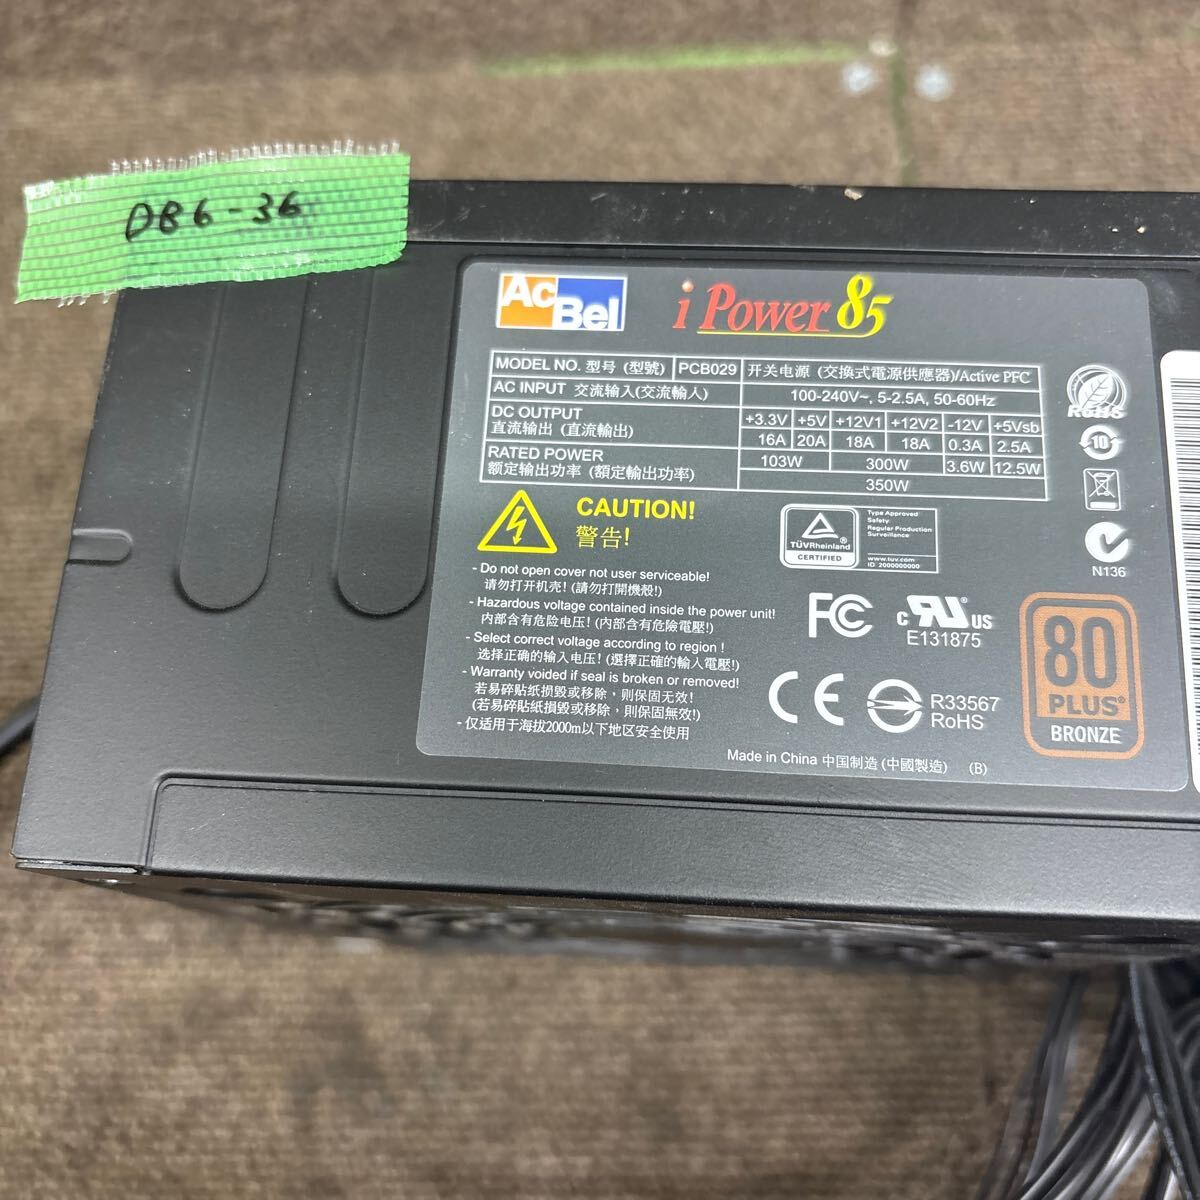 DB6-36
AcBel
i Power 85
MODEL NO. 型号 (型號) PCB029 开关电源 (交換式電源供應器)/Active PFC
AC INPUT 交流输入(交流輸入) 100-240V~, 5-2.5A, 50-60Hz
DC OUTPUT
直流输出 (直流輸出)
+3.3V +5V +12V1 +12V2 -12V +5Vsb
16A 20A 18A 18A 0.3A 2.5A
RATED POWER
额定输出功率 (額定輸出功率)
103W 300W 3.6W 12.5W
350W
RoHS
10
N136
CAUTION!
警告!
- Do not open cover not user serviceable!
请勿打开机壳! (請勿打開機殼!)
- Hazardous voltage contained inside the power unit!
内部含有危险电压! (內部含有危險電壓!)
- Select correct voltage according to region !
选择正确的输入电压! (選擇正確的輸入電壓!)
- Warranty voided if seal is broken or removed!
若易碎贴纸损毁或移除，则保固无效!
(若易碎貼紙損毀或移除，則保固無效!)
- 仅适用于海拔2000m以下地区安全使用
TÜVRheinland
CERTIFIED
Type Approved
Safety
Regular Production
Surveillance
www.tuv.com
ID 2000000000
FC
c RU US
E131875
CE
R33567
RoHS
80
PLUS®
BRONZE
Made in China 中国制造 (中國製造) (B)